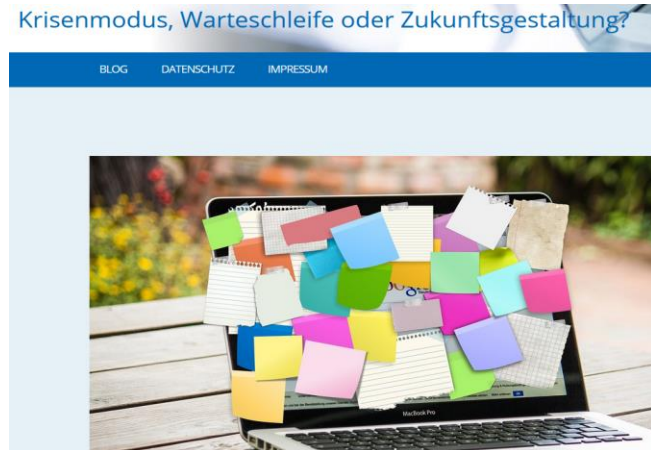 Krisenmodus, Warteschleife oder Zukunftsgestaltung?
BLOG DATENSCHUTZ IMPRESSUM
MacBook Pro